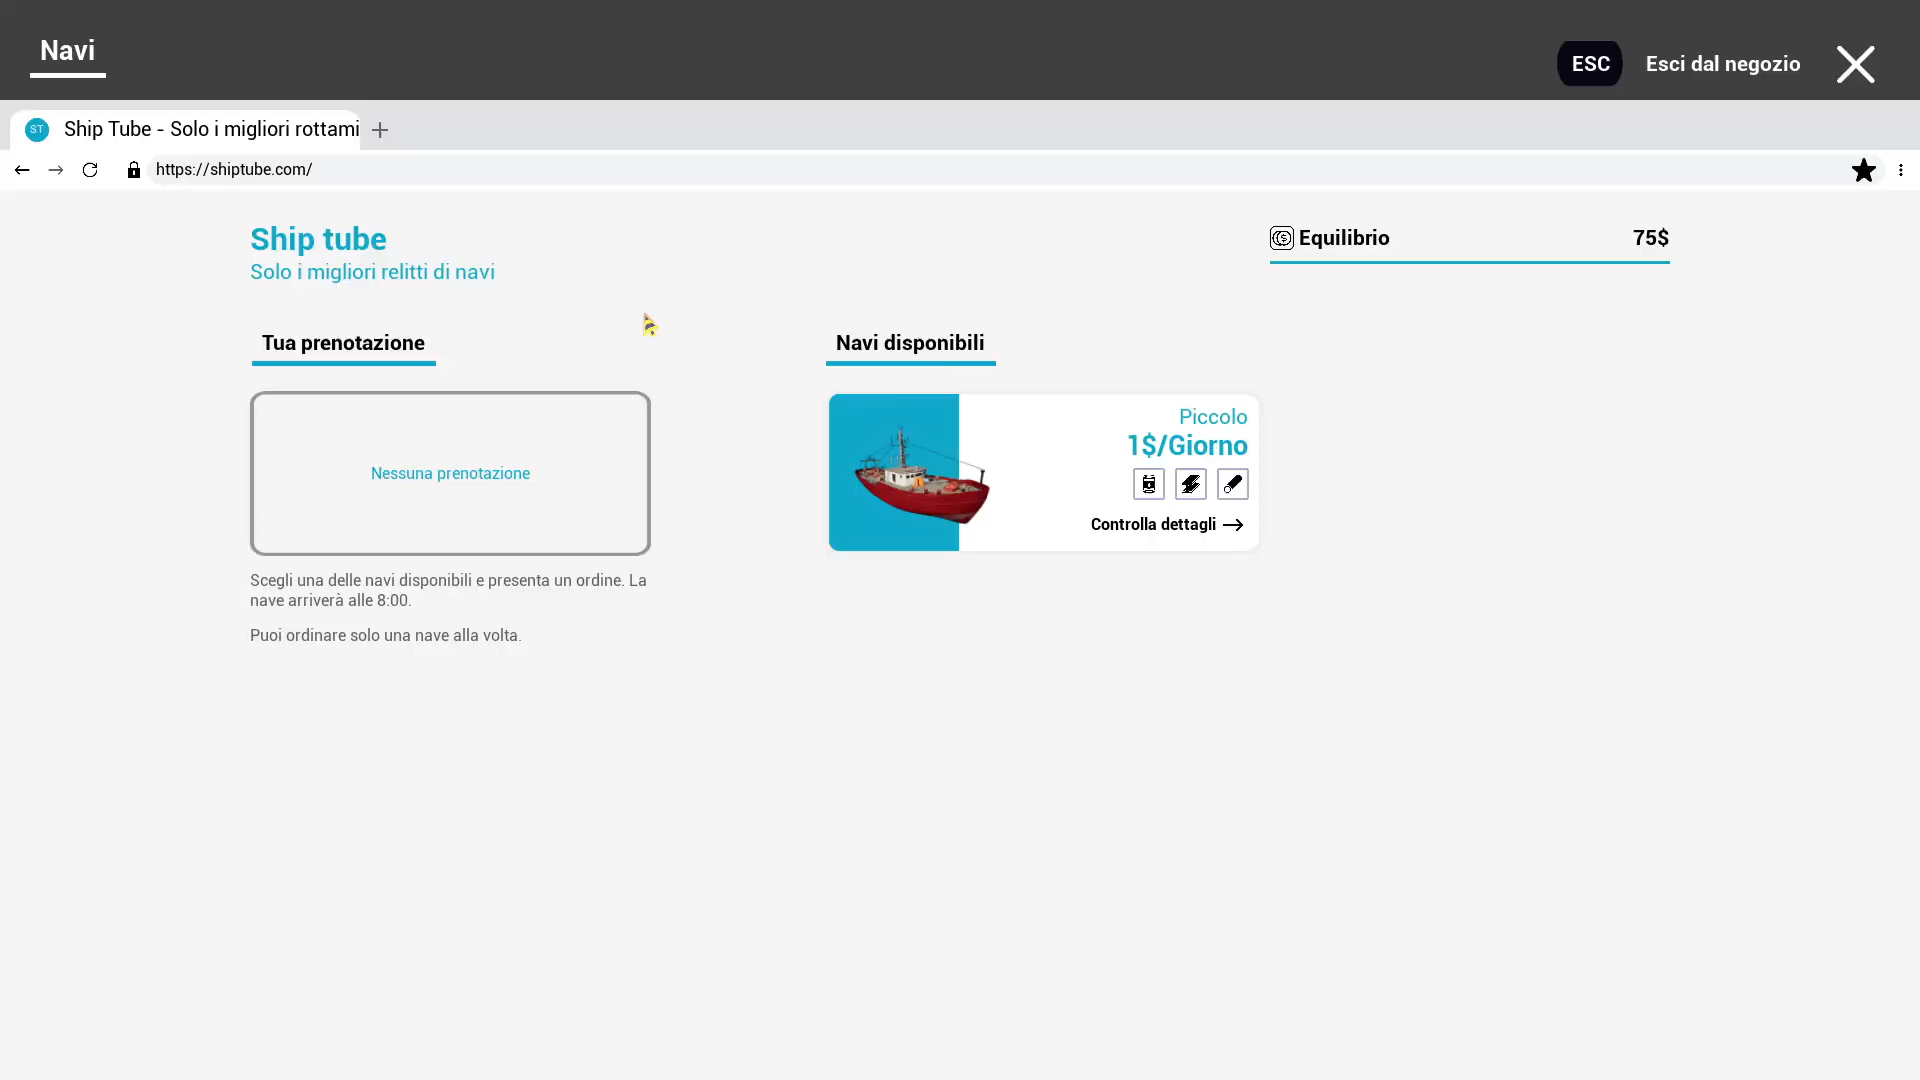 Navi
ESC
Esci dal negozio
ST
Ship Tube - Solo i migliori rottami
https://shiptube.com/
Ship tube
Solo i migliori relitti di navi
Equilibrio
75$
Tua prenotazione
Nessuna prenotazione
Scegli una delle navi disponibili e presenta un ordine. La
nave arriverà alle 8:00.
Puoi ordinare solo una nave alla volta.
Navi disponibili
Piccolo
1$/Giorno
Controlla dettagli